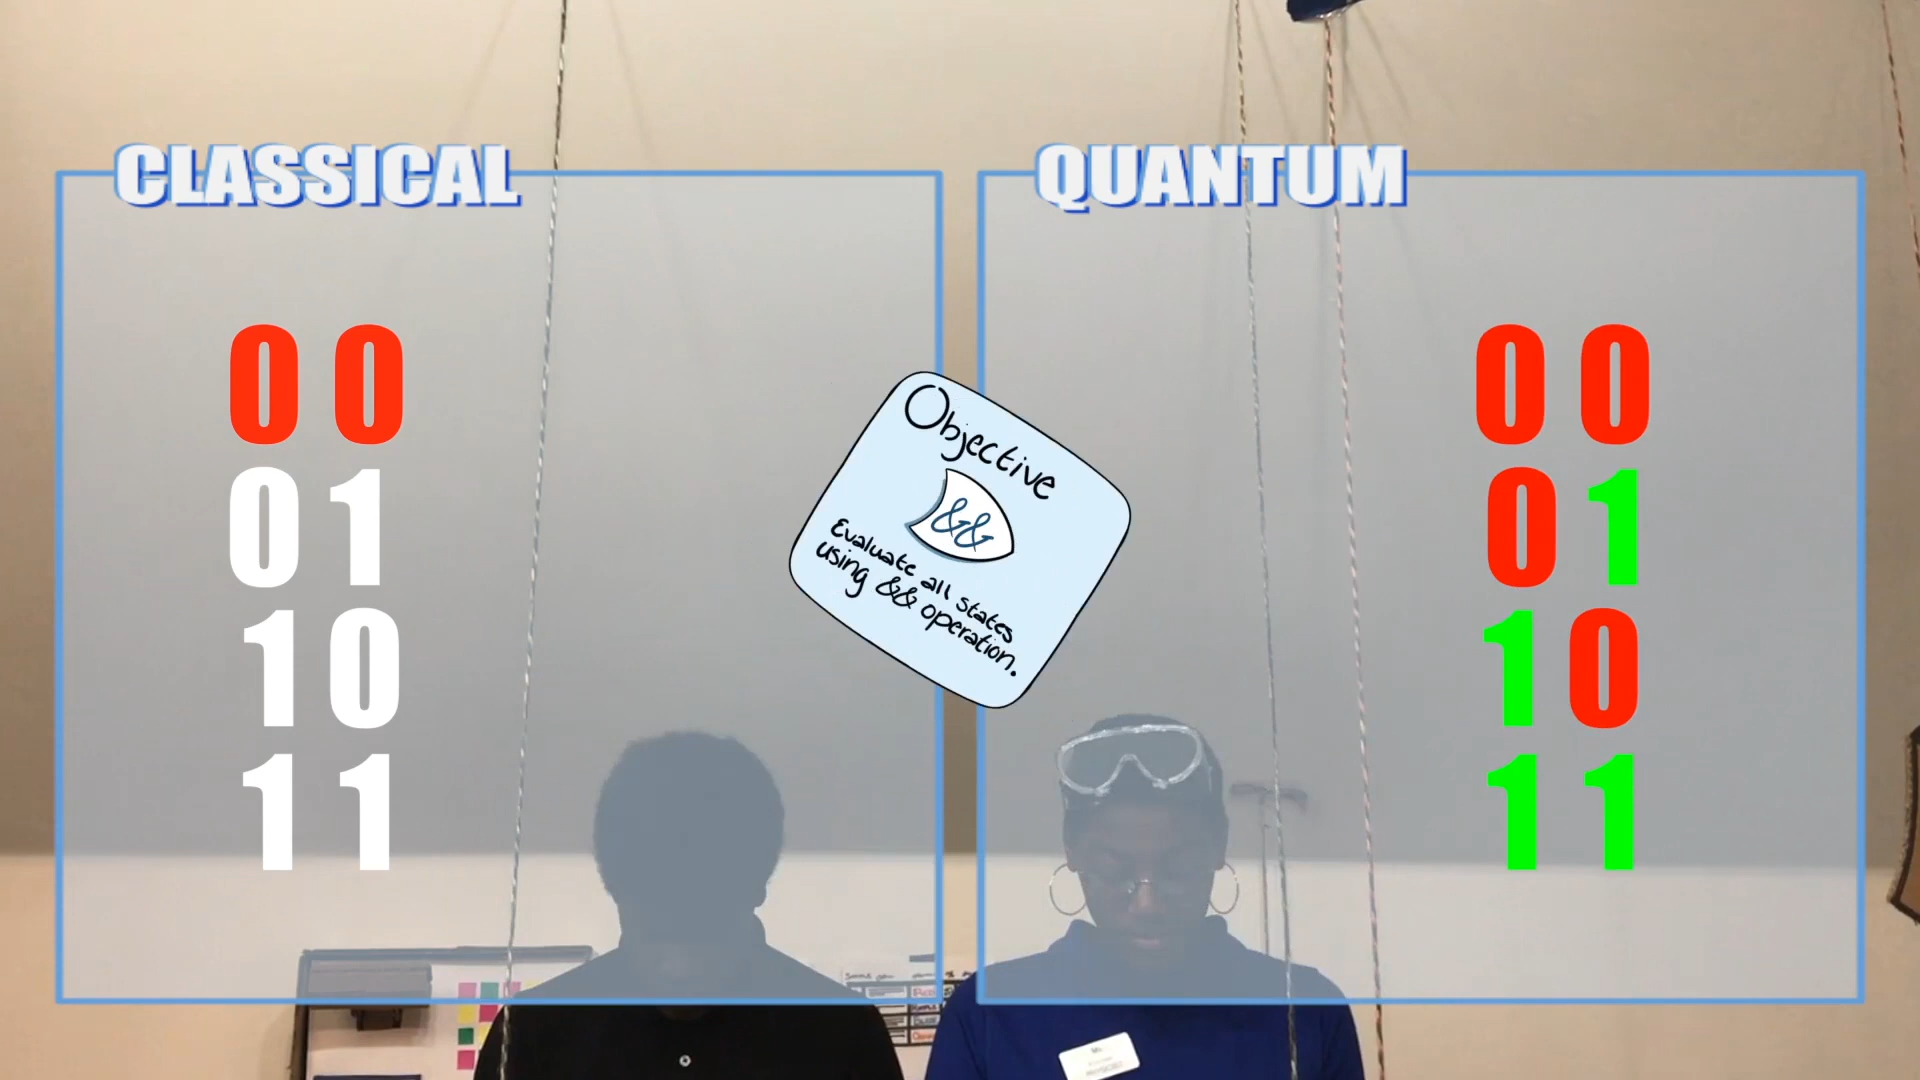 CLASSICAL
QUANTUM
0 0
0 1
1 0
1 1
Objective
&&
Evaluate all states
using && operation.
0 0
0 1
1 0
1 1